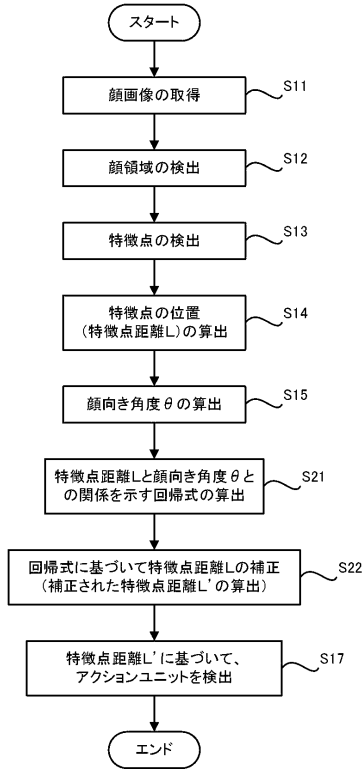 スタート
顔画像の取得
S11
顔領域の検出
S12
特徴点の検出
S13
特徴点の位置
(特徴点距離L)の算出
S14
顔向き角度θの算出
S15
特徴点距離Lと顔向き角度θと
の関係を示す回帰式の算出
S21
回帰式に基づいて特徴点距離Lの補正
(補正された特徴点距離L'の算出)
S22
特徴点距離L'に基づいて、
アクションユニットを検出
S17
エンド